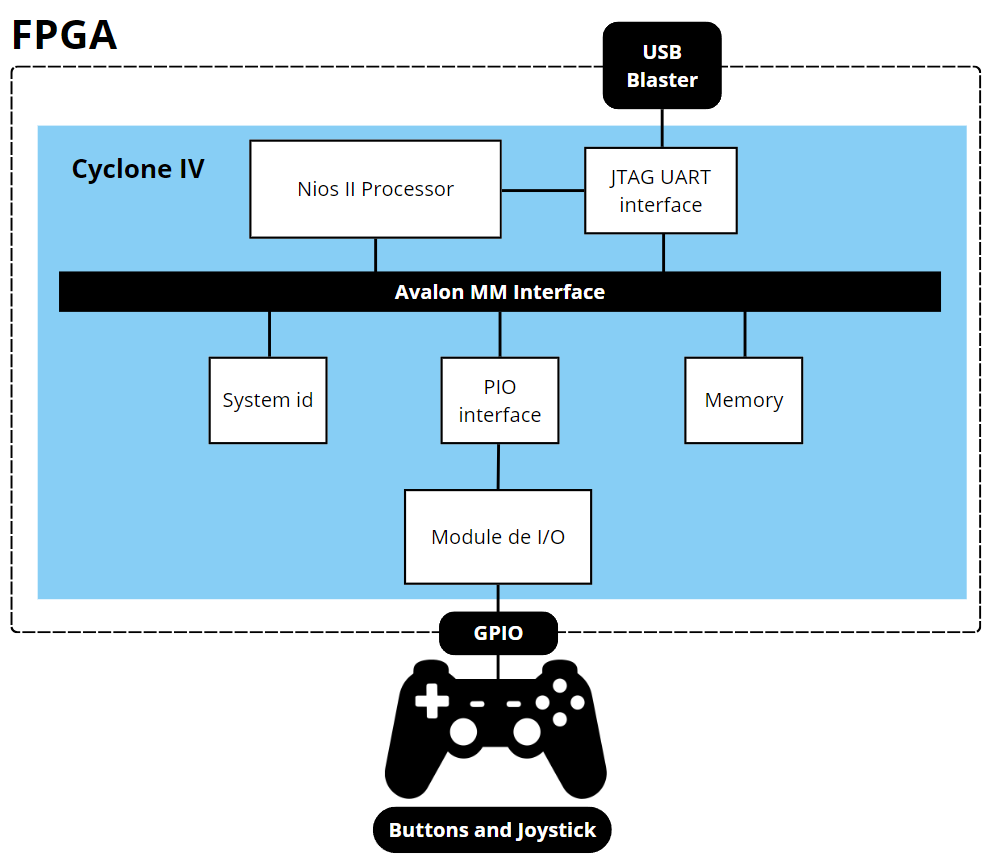 FPGA
USB
Blaster
Cyclone IV
Nios II Processor
JTAG UART
interface
Avalon MM Interface
System id
PIO
interface
Memory
Module de I/O
GPIO
Buttons and Joystick